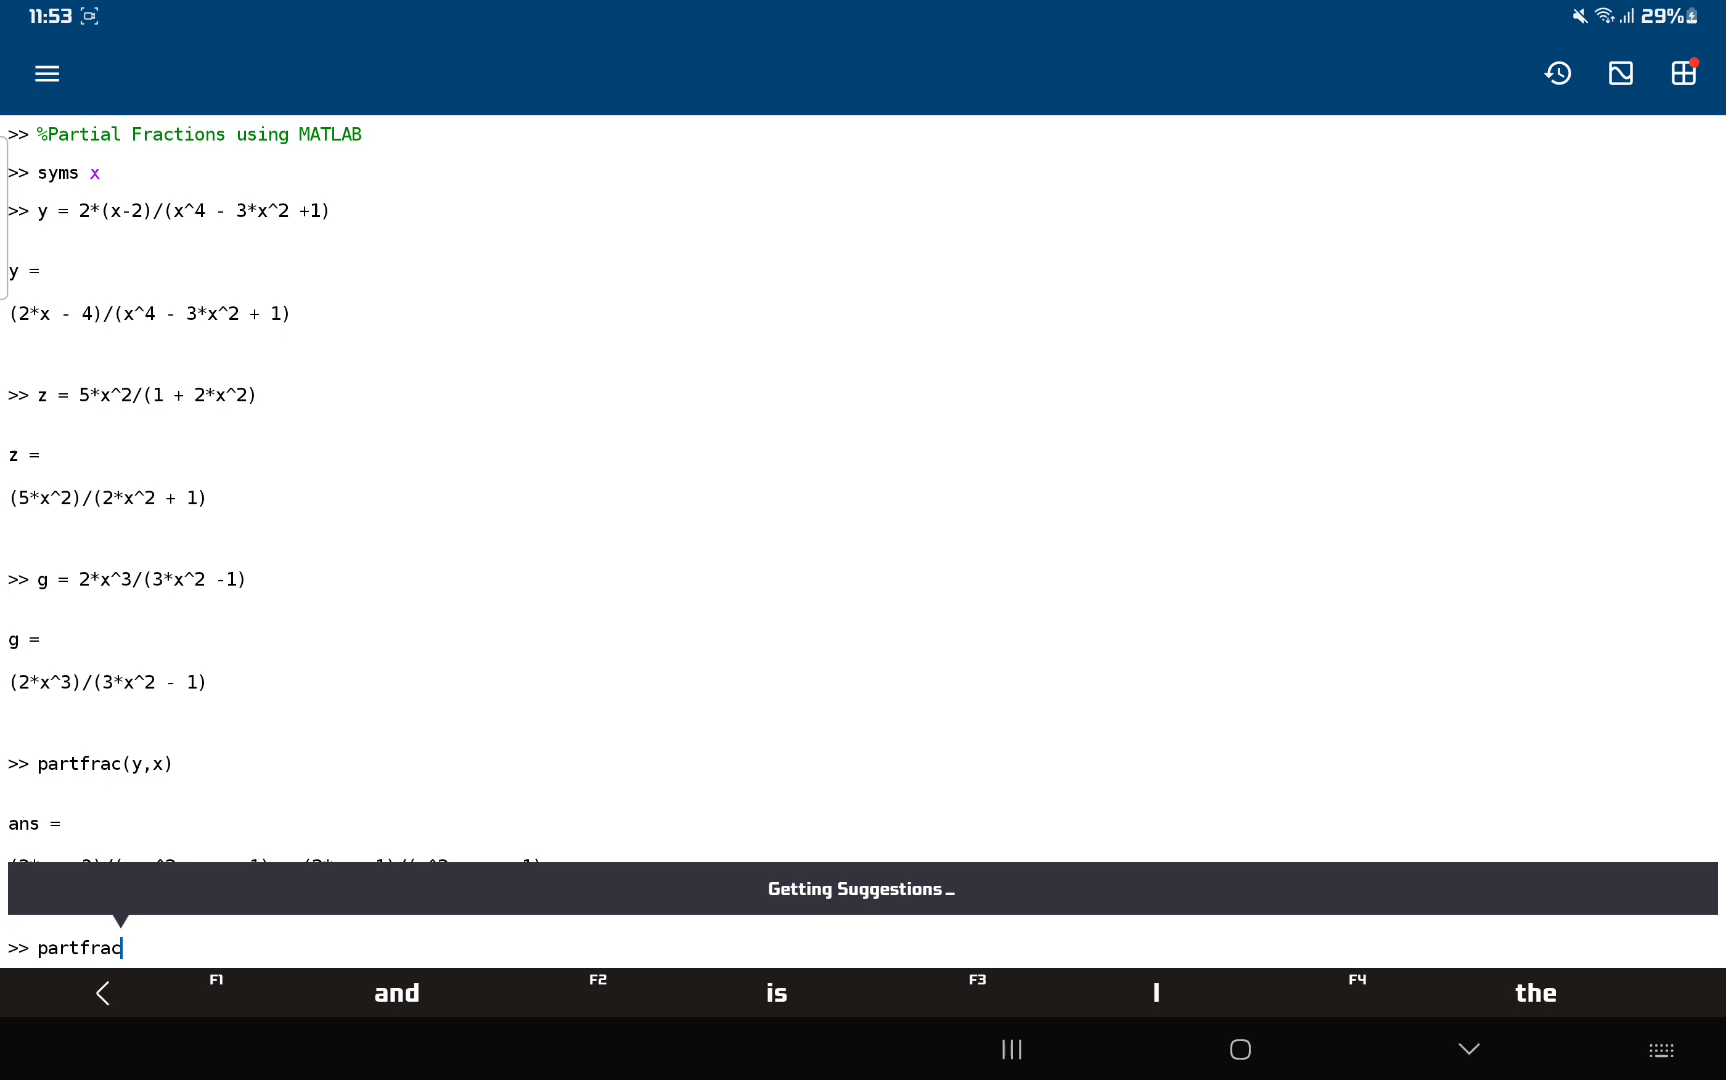 11:53
29%
>> %Partial Fractions using MATLAB
>> syms x
>> y = 2*(x-2)/(x^4 - 3*x^2 +1)
y =
(2*x - 4)/(x^4 - 3*x^2 + 1)
>> z = 5*x^2/(1 + 2*x^2)
z =
(5*x^2)/(2*x^2 + 1)
>> g = 2*x^3/(3*x^2 -1)
g =
(2*x^3)/(3*x^2 - 1)
>> partfrac(y,x)
ans =
Getting Suggestions...
>> partfrac
F1 and F2 is F3 I F4 the